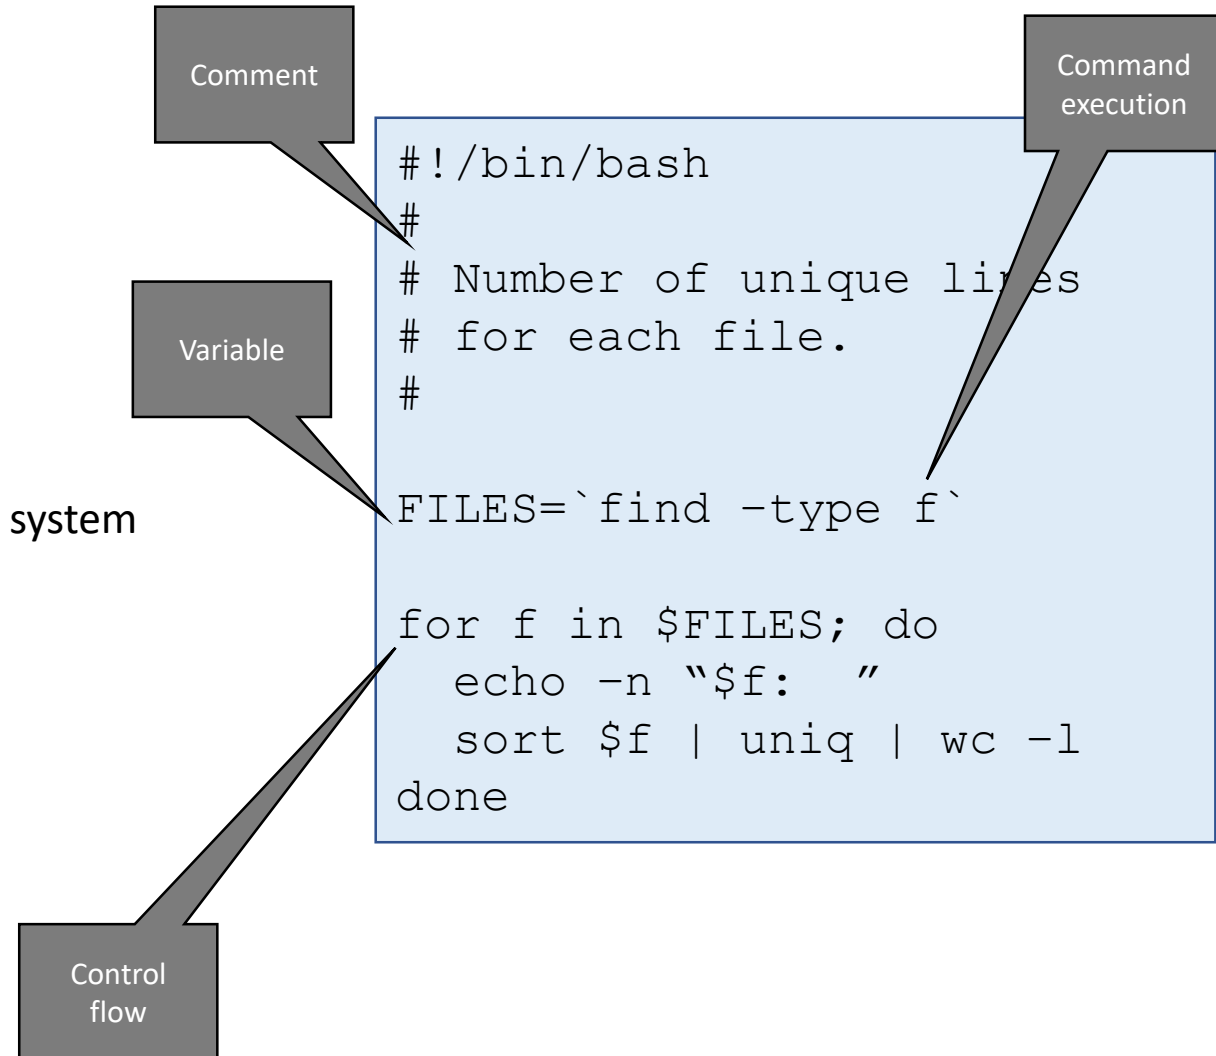 Comment
Command
execution
#!/bin/bash
#
# Number of unique lines
# for each file.
#
Variable
system
FILES=`find –type f`
for f in $FILES; do
  echo –n “$f:  ”
  sort $f | uniq | wc –l
done
Control
flow